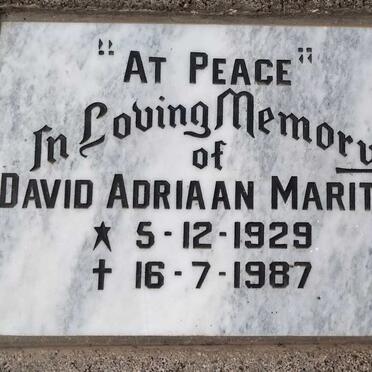 "AT PEACE"
In Loving Memory
of
DAVID ADRIAAN MARIT
★ 5-12-1929
✝ 16-7-1987